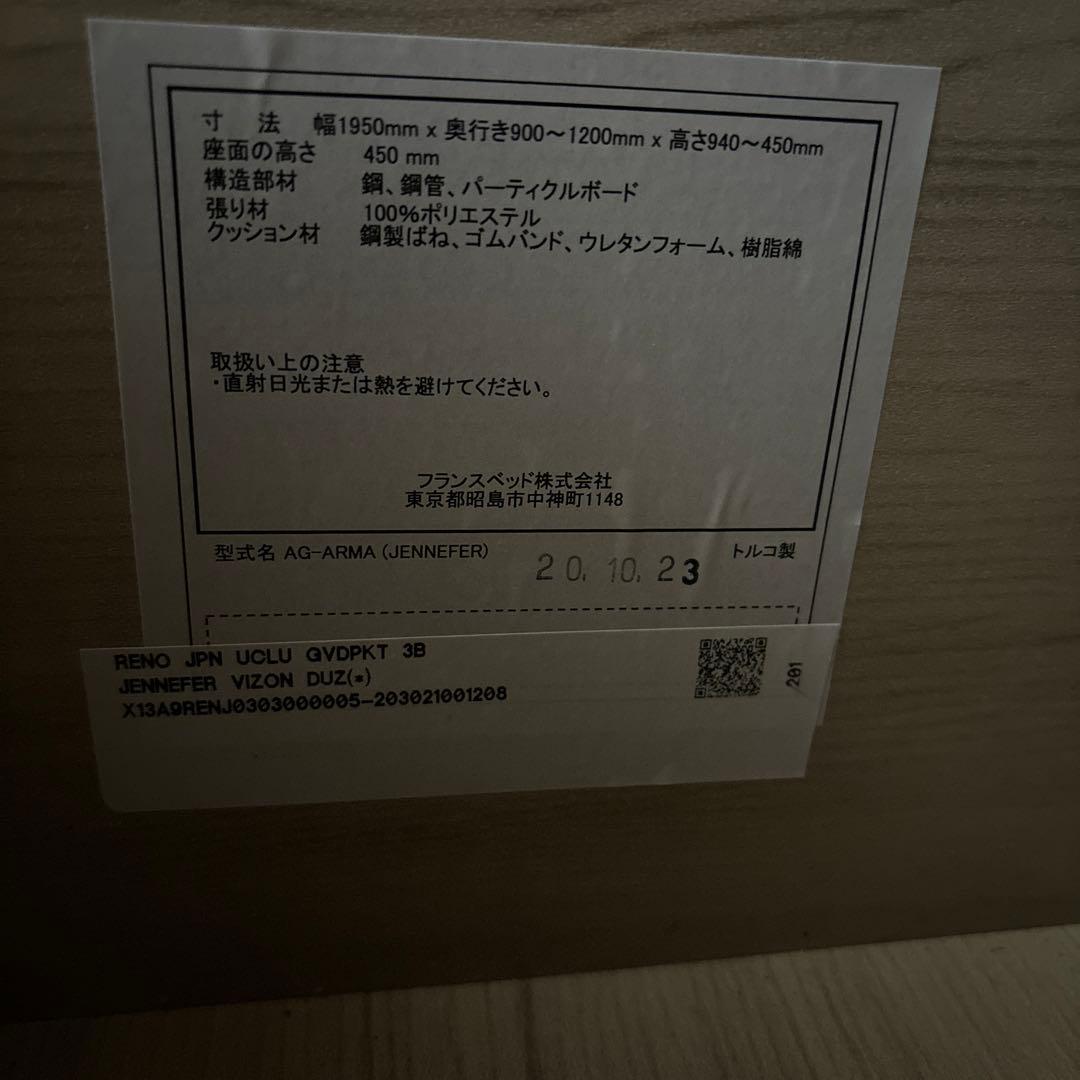 寸 法 幅1950mm x 奥行き900～1200mm x 高さ940～450mm
座面の高さ 450 mm
構造部材 鋼、鋼管、パーティクルボード
張り材 100%ポリエステル
クッション材 鋼製ばね、ゴムバンド、ウレタンフォーム、樹脂綿
取扱い上の注意
・直射日光または熱を避けてください。
フランスベッド株式会社
東京都昭島市中神町1148
型式名 AG-ARMA (JENNEFER) 20. 10. 23 トルコ製
RENO JPN UCLU GVDPKT 3B
JENNEFER VIZON DUZ(*)
X13A9RENJ0303000005-203021001208
201